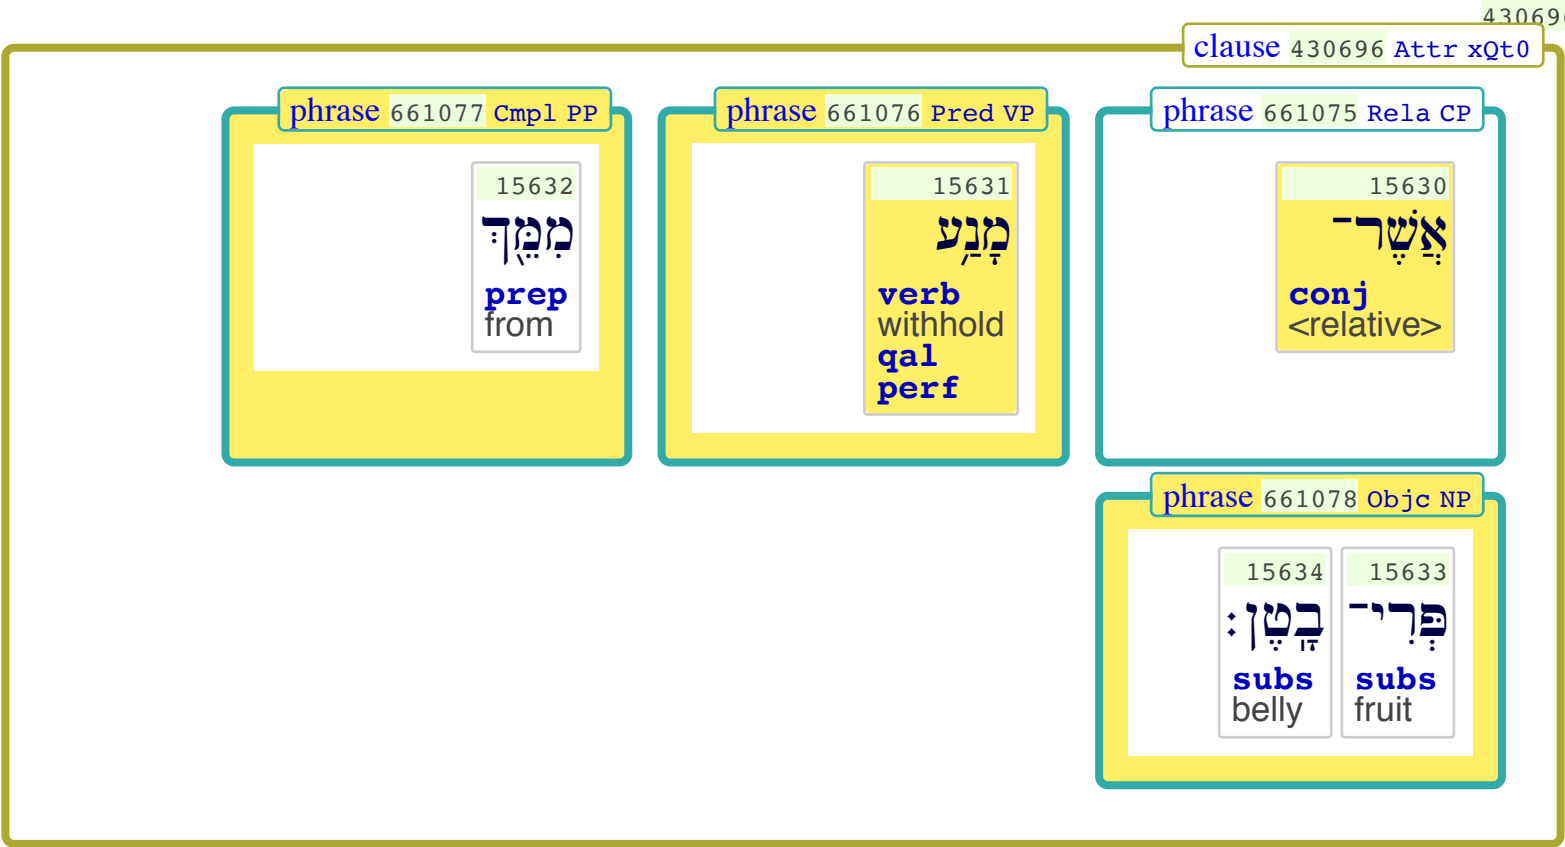 430696
clause 430696 Attr xQt0
phrase 661075 Rela CP
15630
אֲשֶׁר־
conj
<relative>
phrase 661076 Pred VP
15631
מָנַ֥ע
verb
withhold
qal
perf
phrase 661077 Cmpl PP
15632
מִמֵּ֖ךְ
prep
from
phrase 661078 Objc NP
15633
פְּרִי־
subs
fruit
15634
בָֽטֶן׃
subs
belly